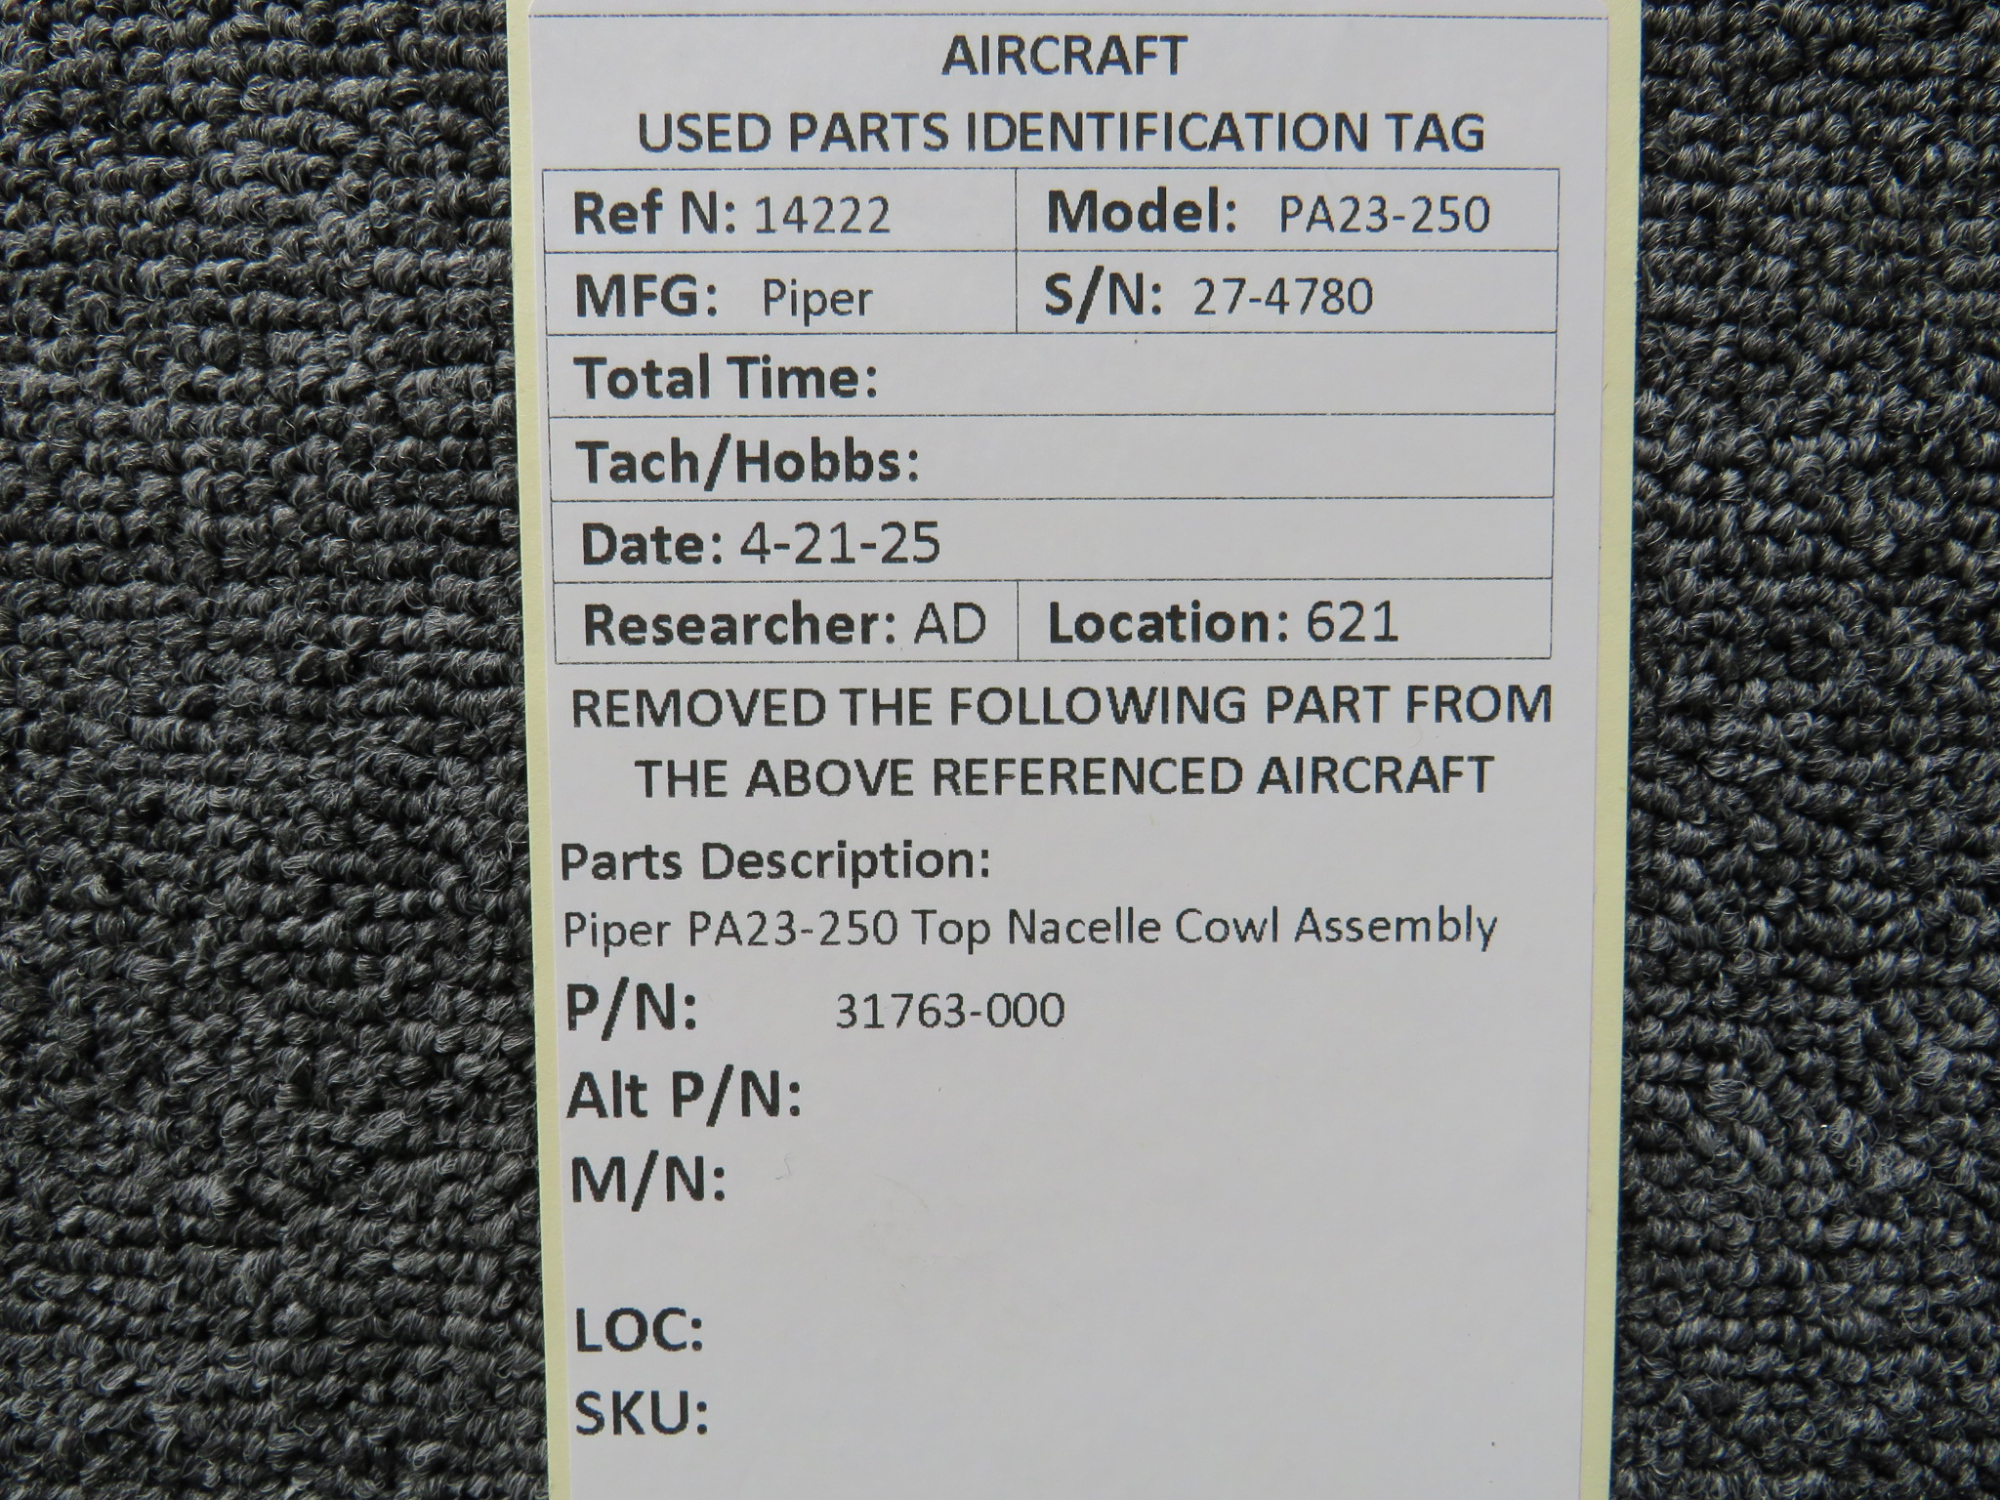 AIRCRAFT
USED PARTS IDENTIFICATION TAG
Ref N: 14222 Model: PA23-250
MFG: Piper S/N: 27-4780
Total Time:
Tach/Hobbs:
Date: 4-21-25
Researcher: AD Location: 621
REMOVED THE FOLLOWING PART FROM
THE ABOVE REFERENCED AIRCRAFT
Parts Description:
Piper PA23-250 Top Nacelle Cowl Assembly
P/N: 31763-000
Alt P/N:
M/N:
LOC:
SKU: